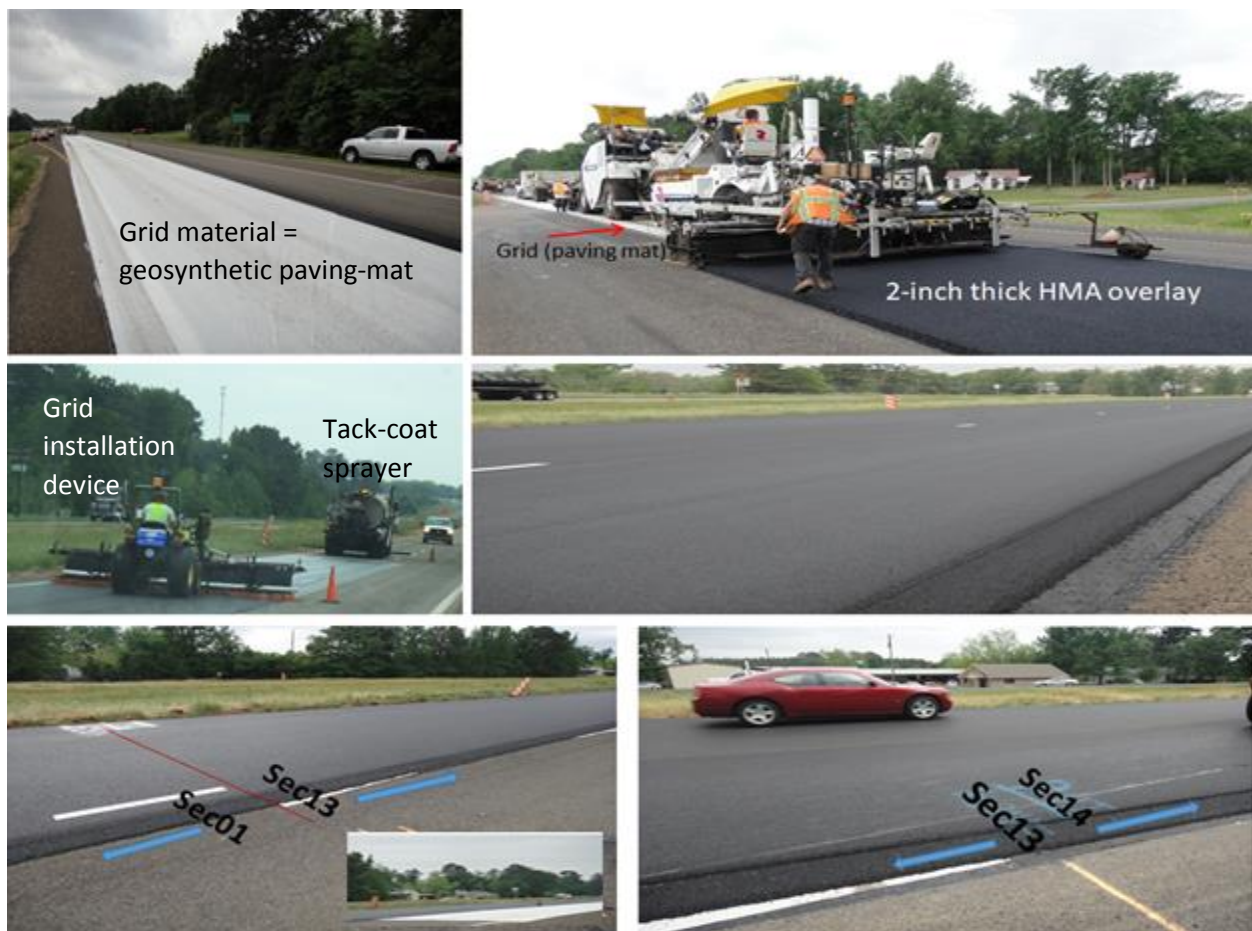 Grid material =
geosynthetic paving-mat
Grid (paving mat)
2-inch thick HMA overlay
Grid
installation
device
Tack-coat
sprayer
Sec01
Sec13
Sec13
Sec14